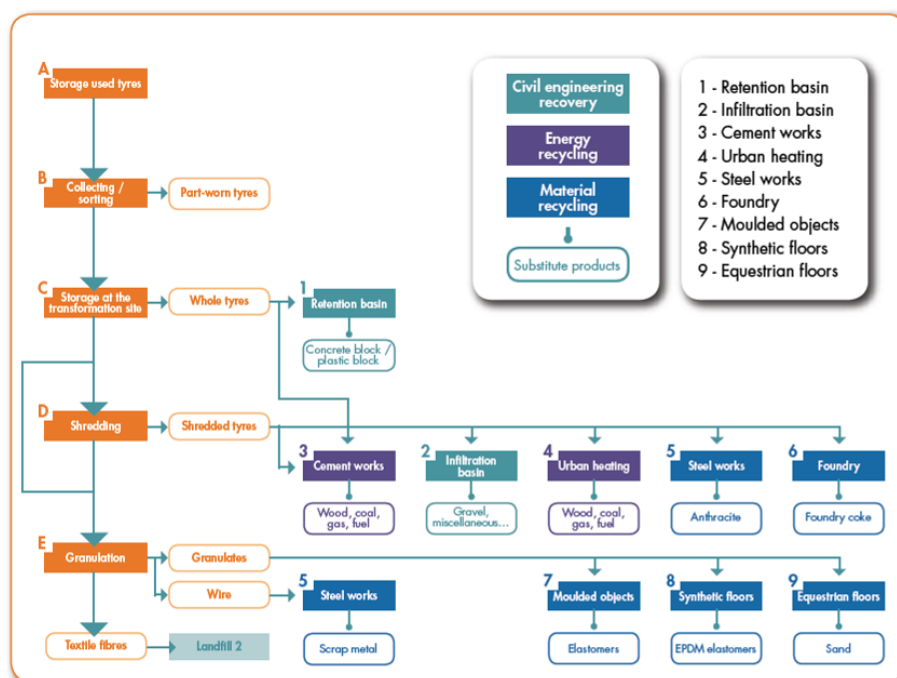 A
Storage used tyres
B
Collecting /
sorting
Part-worn tyres
C
Storage at the
transformation site
Whole tyres
1
Retention basin
Concrete block /
plastic block
D
Shredding
Shredded tyres
3
Cement works
Wood, coal,
gas, fuel
2
Infiltration
basin
Gravel,
miscellaneous...
4
Urban heating
Wood, coal,
gas, fuel
5
Steel works
Anthracite
6
Foundry
Foundry coke
E
Granulation
Granulates
Wire
5
Steel works
Scrap metal
7
Moulded objects
Elastomers
8
Synthetic floors
EPDM elastomers
9
Equestrian floors
Sand
Textile fibres
Landfill 2
Civil engineering
recovery
Energy
recycling
Material
recycling
Substitute products
1 - Retention basin
2 - Infiltration basin
3 - Cement works
4 - Urban heating
5 - Steel works
6 - Foundry
7 - Moulded objects
8 - Synthetic floors
9 - Equestrian floors